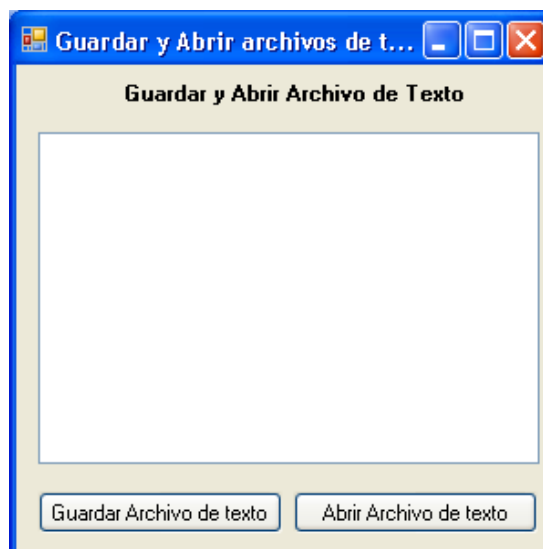 Guardar y Abrir archivos de t...
Guardar y Abrir Archivo de Texto
Guardar Archivo de texto
Abrir Archivo de texto